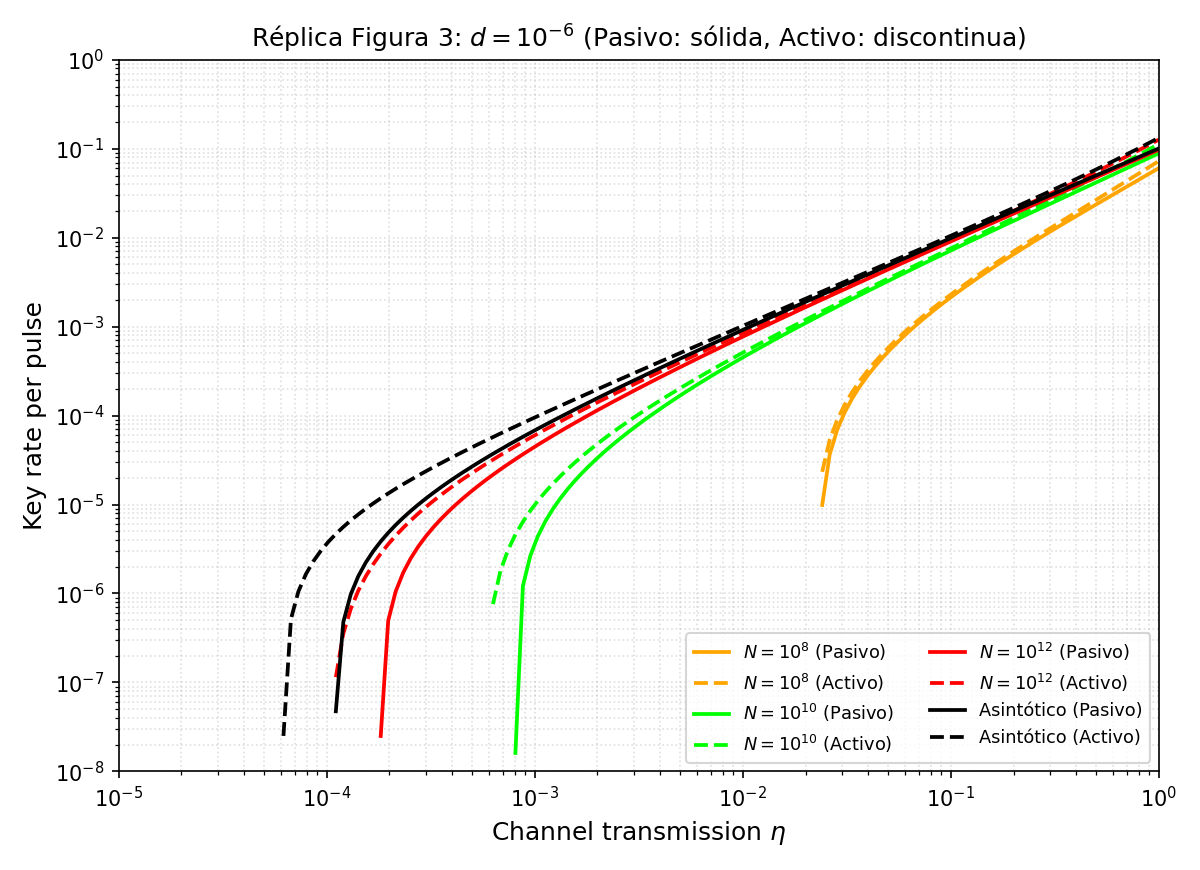 Réplica Figura 3: $d = 10^{-6}$ (Pasivo: sólida, Activo: discontinua)
Key rate per pulse
10⁰
10⁻¹
10⁻²
10⁻³
10⁻⁴
10⁻⁵
10⁻⁶
10⁻⁷
10⁻⁸
N = 10⁸ (Pasivo)
N = 10⁸ (Activo)
N = 10¹⁰ (Pasivo)
N = 10¹⁰ (Activo)
N = 10¹² (Pasivo)
N = 10¹² (Activo)
Asintótico (Pasivo)
Asintótico (Activo)
10⁻⁵ 10⁻⁴ 10⁻³ 10⁻² 10⁻¹ 10⁰
Channel transmission η